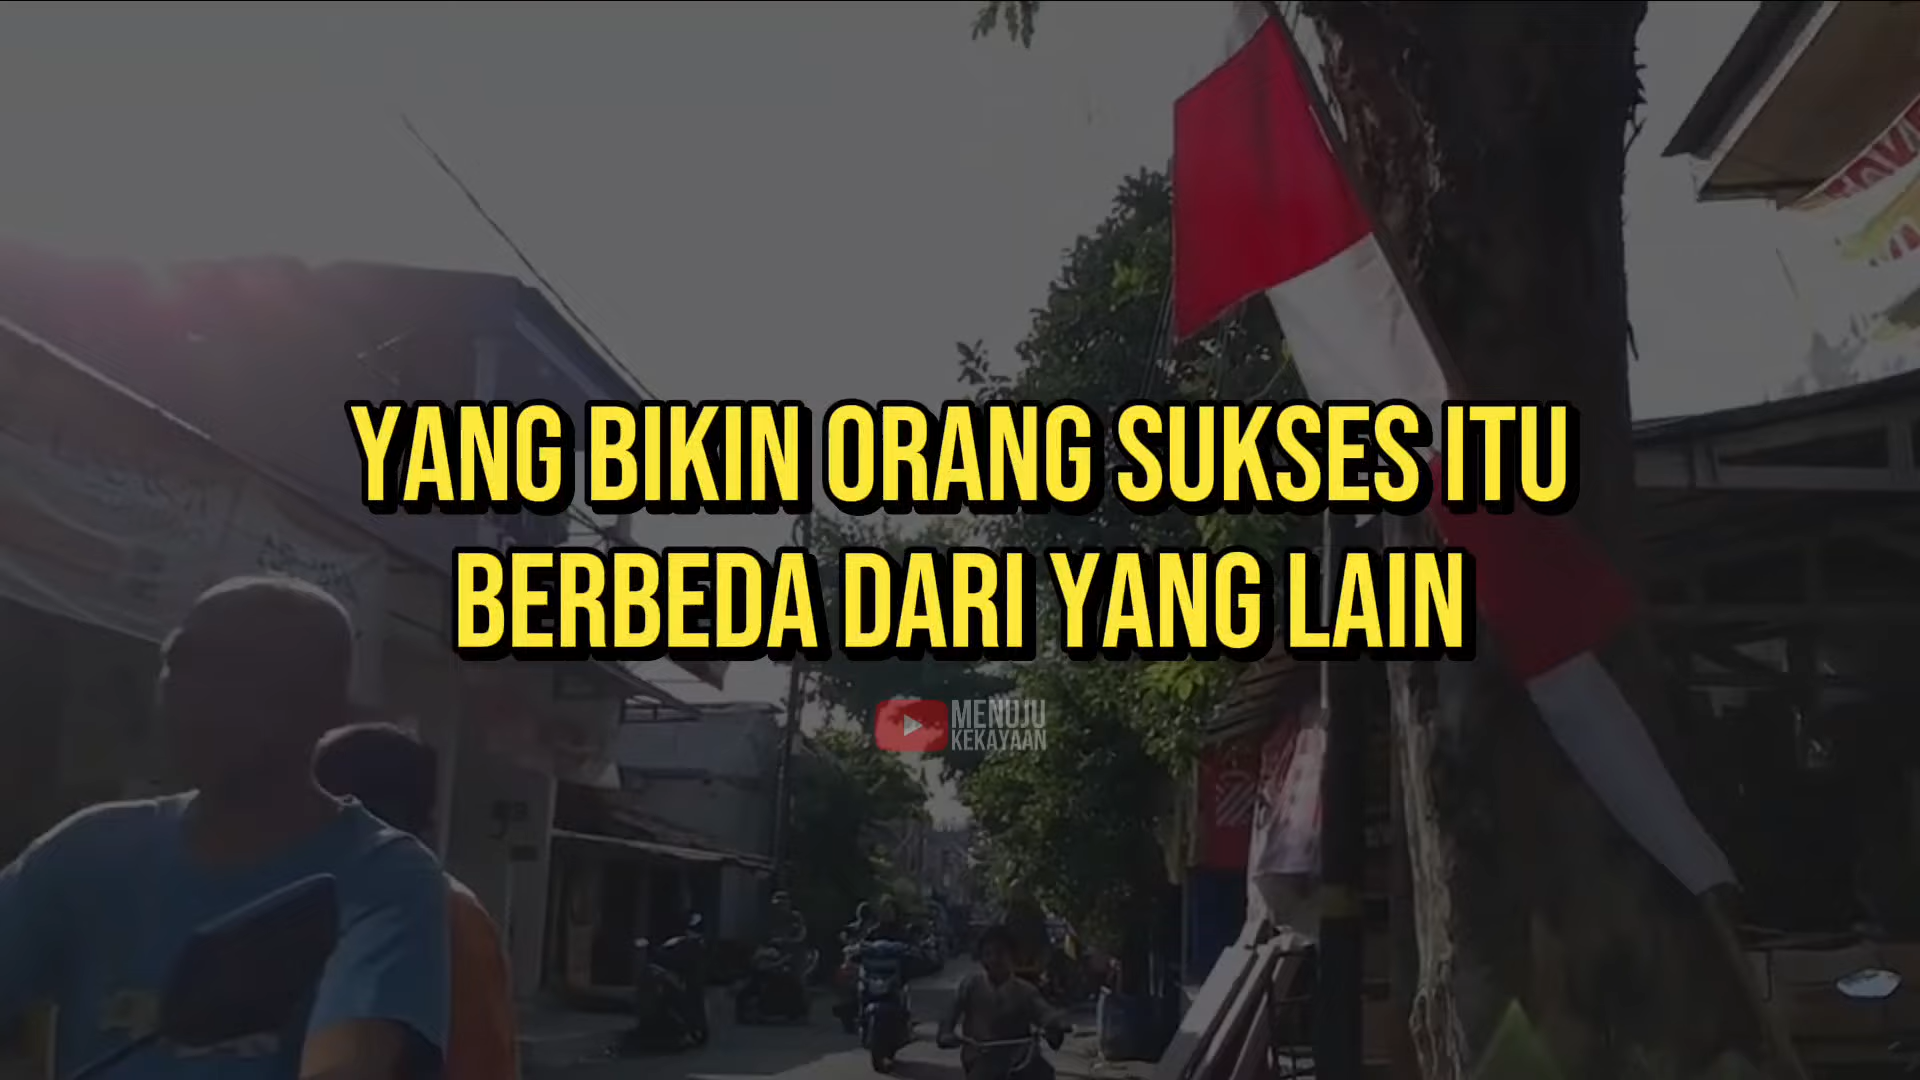 YANG BIKIN ORANG SUKSES ITU
BERBEDA DARI YANG LAIN
MENUJU
KEKAYAAN